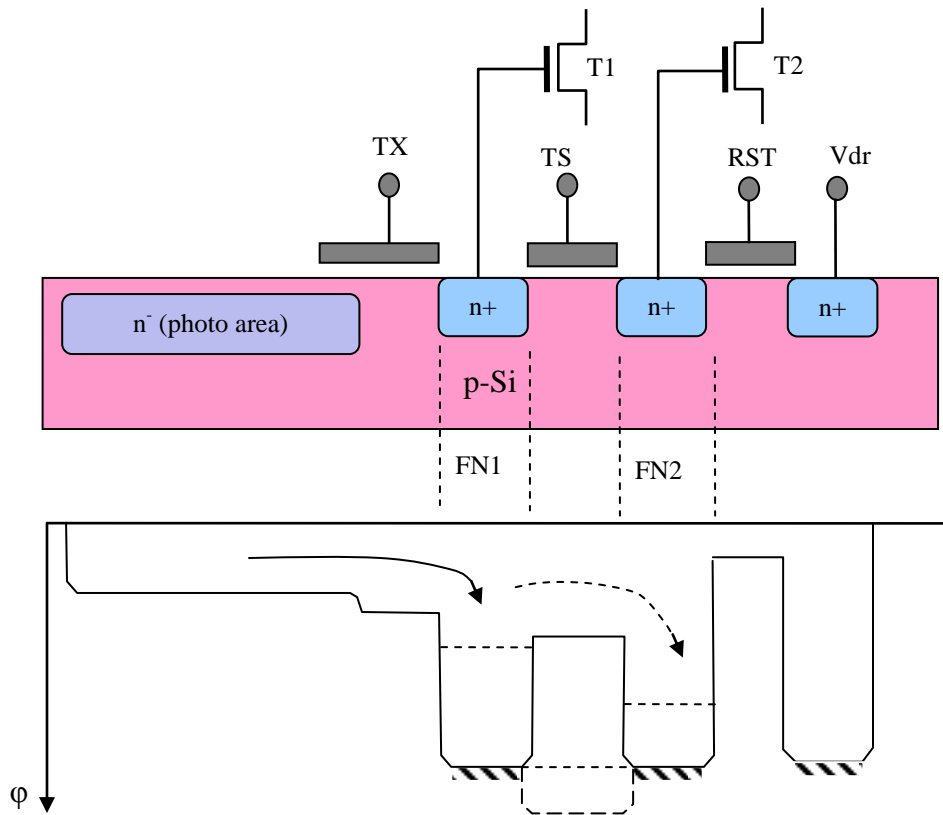 T1
T2
TX
TS
RST
Vdr
n⁻ (photo area)
n+
n+
n+
p-Si
FN1
FN2
φ